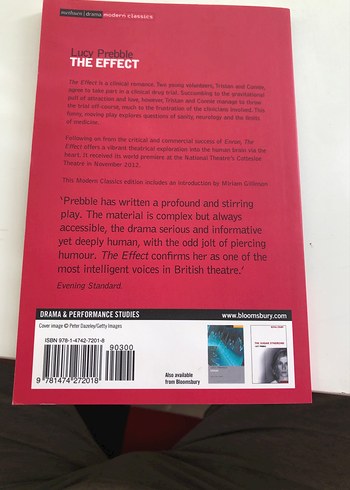 methuen | drama modern classics
Lucy Prebble
THE EFFECT
The Effect is a clinical romance. Two young volunteers, Tristan and Connie,
agree to take part in a clinical drug trial. Succumbing to the gravitational
pull of attraction and love, however, Tristan and Connie manage to throw
the trial off-course, much to the frustration of the clinicians involved. This
funny, moving play explores questions of sanity, neurology and the limits
of medicine.
Following on from the critical and commercial success of Enron, The
Effect offers a vibrant theatrical exploration into the human brain via the
heart. It received its world premiere at the National Theatre's Cottesloe
Theatre in November 2012.
This Modern Classics edition includes an introduction by Miriam Gillinson
'Prebble has written a profound and stirring
play. The material is complex but always
accessible, the drama serious and informative
yet deeply human, with the odd jolt of piercing
humour. The Effect confirms her as one of the
most intelligent voices in British theatre.'
Evening Standard
DRAMA & PERFORMANCE STUDIES
www.bloomsbury.com
Cover image © Peter Dazeley/Getty Images
ISBN 978-1-4742-7201-8
90300
9 781474 272018
Also available
from Bloomsbury